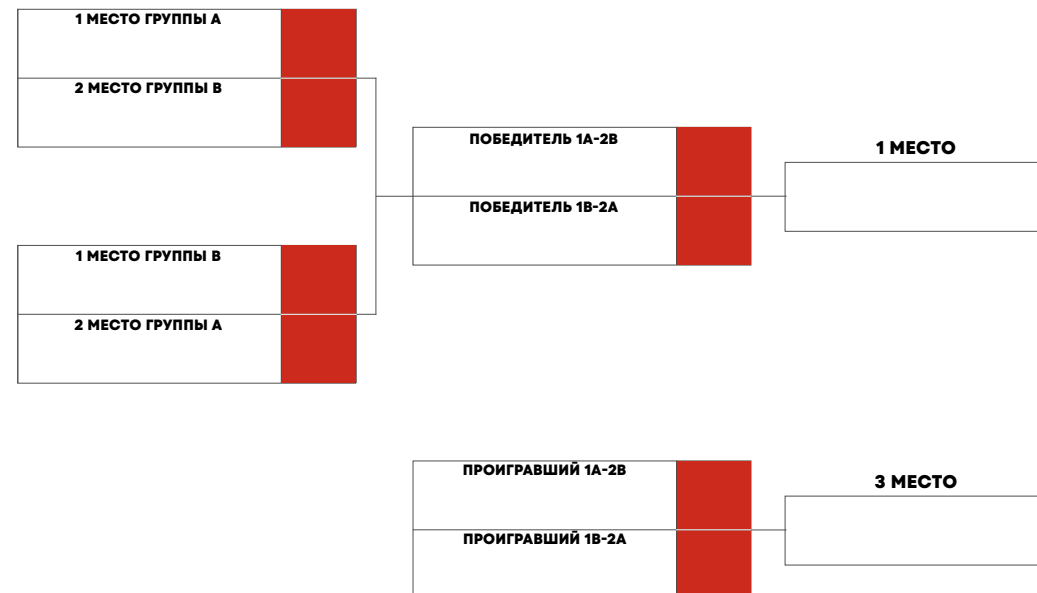 1 МЕСТО ГРУППЫ А
2 МЕСТО ГРУППЫ В
ПОБЕДИТЕЛЬ 1А-2В
1 МЕСТО
ПОБЕДИТЕЛЬ 1В-2А
1 МЕСТО ГРУППЫ В
2 МЕСТО ГРУППЫ А
ПРОИГРАВШИЙ 1А-2В
3 МЕСТО
ПРОИГРАВШИЙ 1В-2А